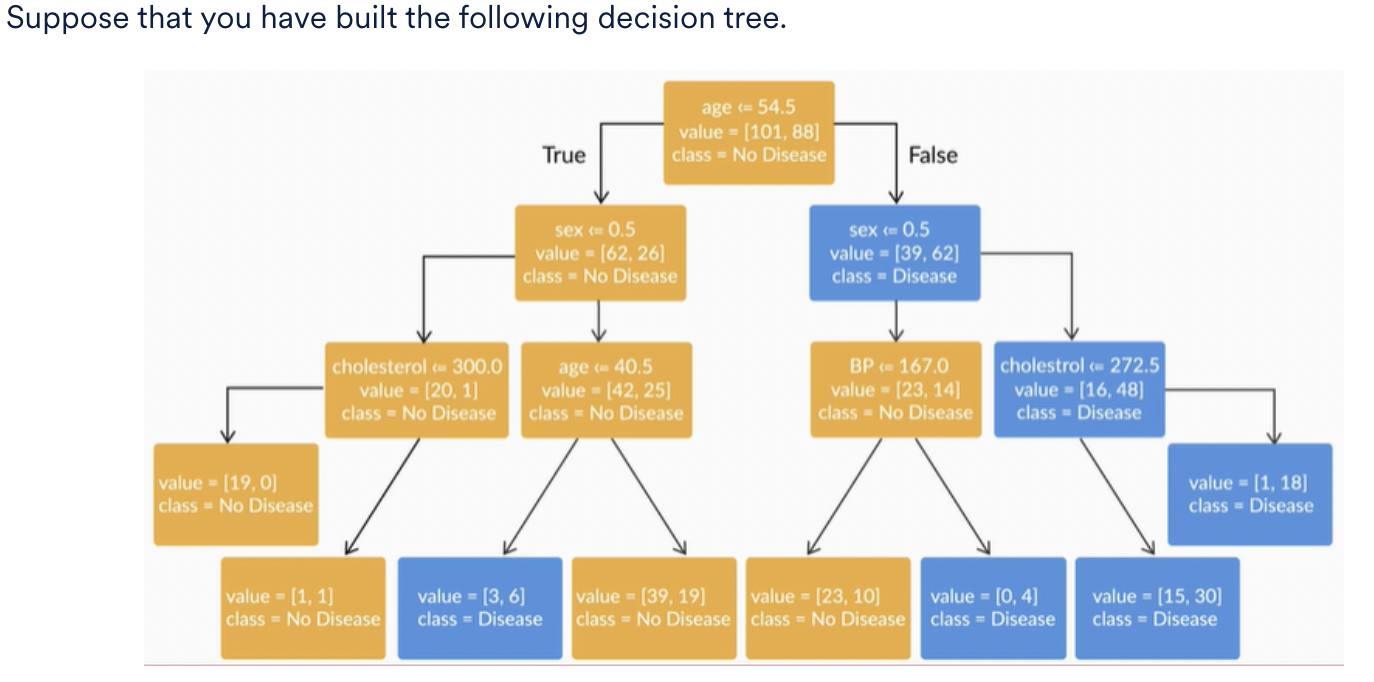 Suppose that you have built the following decision tree.
age <= 54.5
value = [101, 88]
class = No Disease
True
False
sex <= 0.5
value = [62, 26]
class = No Disease
sex <= 0.5
value = [39, 62]
class = Disease
cholesterol <= 300.0
value = [20, 1]
class = No Disease
age <= 40.5
value = [42, 25]
class = No Disease
BP <= 167.0
value = [23, 14]
class = No Disease
cholestrol <= 272.5
value = [16, 48]
class = Disease
value = [19, 0]
class = No Disease
value = [1, 18]
class = Disease
value = [1, 1]
class = No Disease
value = [3, 6]
class = Disease
value = [39, 19]
class = No Disease
value = [23, 10]
class = No Disease
value = [0, 4]
class = Disease
value = [15, 30]
class = Disease